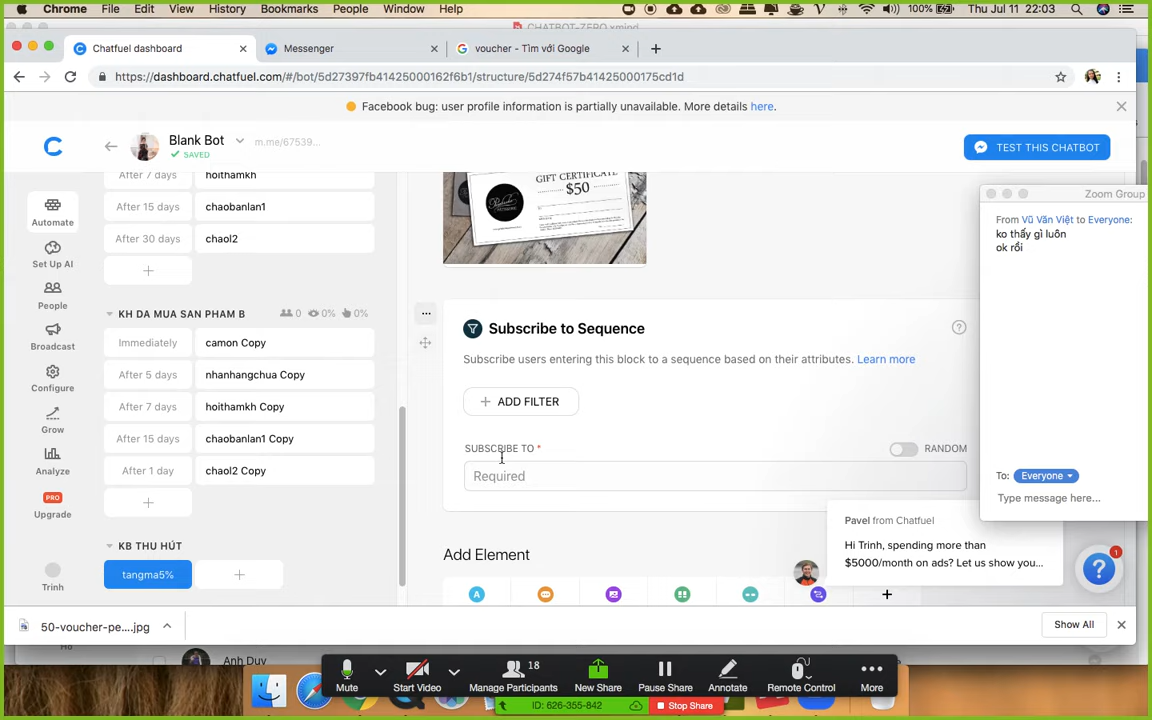 Chrome File Edit View History Bookmarks People Window Help 100% Thu Jul 11 22:03
CHATBOT-ZERO.xmind
Chatfuel dashboard
Messenger
voucher - Tìm với Google
https://dashboard.chatfuel.com/#/bot/5d27397fb41425000162f6b1/structure/5d274f57b41425000175cd1d
Facebook bug: user profile information is partially unavailable. More details here.
Blank Bot
m.me/67539...
SAVED
TEST THIS CHATBOT
Automate
Set Up AI
People
Broadcast
Configure
Grow
Analyze
PRO
Upgrade
Trinh
After 7 days hoithamkh
After 15 days chaobanlan1
After 30 days chaol2
KH DA MUA SAN PHAM B 0 0% 0%
Immediately camon Copy
After 5 days nhanhangchua Copy
After 7 days hoithamkh Copy
After 15 days chaobanlan1 Copy
After 1 day chaol2 Copy
KB THU HÚT
tangma5%
GIFT CERTIFICATE
$50
Subscribe to Sequence
Subscribe users entering this block to a sequence based on their attributes. Learn more
ADD FILTER
SUBSCRIBE TO *
RANDOM
Required
Add Element
Zoom Group
From Vũ Văn Việt to Everyone:
ko thấy gì luôn
ok rồi
To: Everyone
Type message here...
Pavel from Chatfuel
Hi Trinh, spending more than
$5000/month on ads? Let us show you...
1
50-voucher-pe....jpg
Show All
Anh Duy
Mute
Start Video
18
Manage Participants
New Share
Pause Share
Annotate
Remote Control
More
ID: 626-355-842
Stop Share